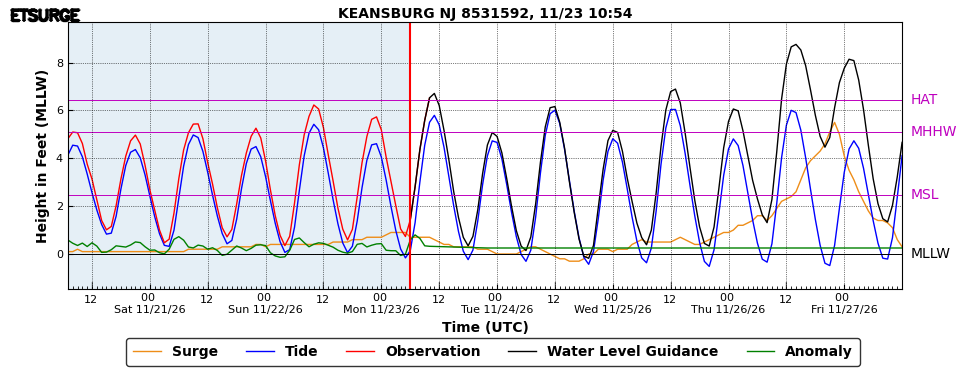 ETSURGE
KEANSBURG NJ 8531592, 11/23 10:54
Height in Feet (MLLW)
8
6
4
2
0
HAT
MHHW
MSL
MLLW
12 00 12 00 12 00 12 00 12 00 12 00 12 00
Sat 11/21/26 Sun 11/22/26 Mon 11/23/26 Tue 11/24/26 Wed 11/25/26 Thu 11/26/26 Fri 11/27/26
Time (UTC)
Surge Tide Observation Water Level Guidance Anomaly